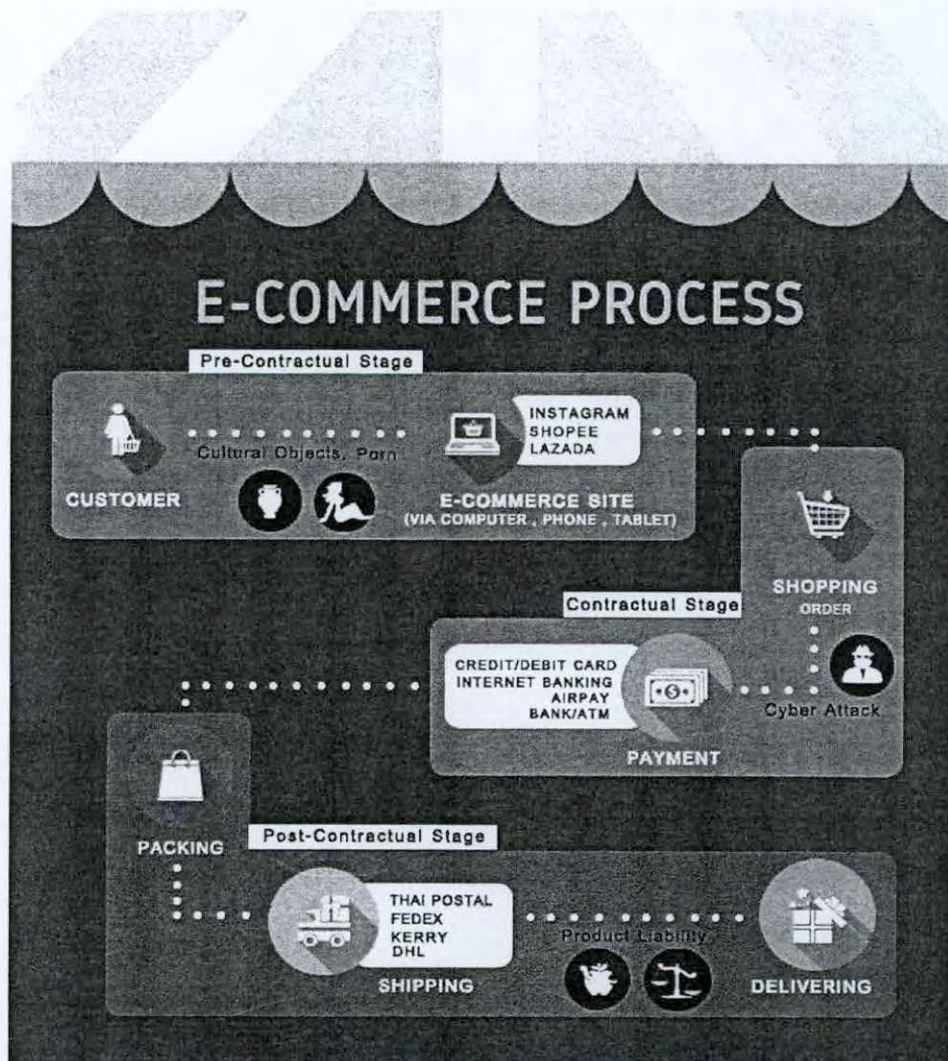 E-COMMERCE PROCESS
Pre-Contractual Stage
CUSTOMER
Cultural Objects, Porn
INSTAGRAM
SHOPEE
LAZADA
E-COMMERCE SITE
(VIA COMPUTER , PHONE , TABLET)
SHOPPING
ORDER
Contractual Stage
Cyber Attack
CREDIT/DEBIT CARD
INTERNET BANKING
AIRPAY
BANK/ATM
PAYMENT
PACKING
Post-Contractual Stage
THAI POSTAL
FEDEX
KERRY
DHL
SHIPPING
Product Liability
DELIVERING